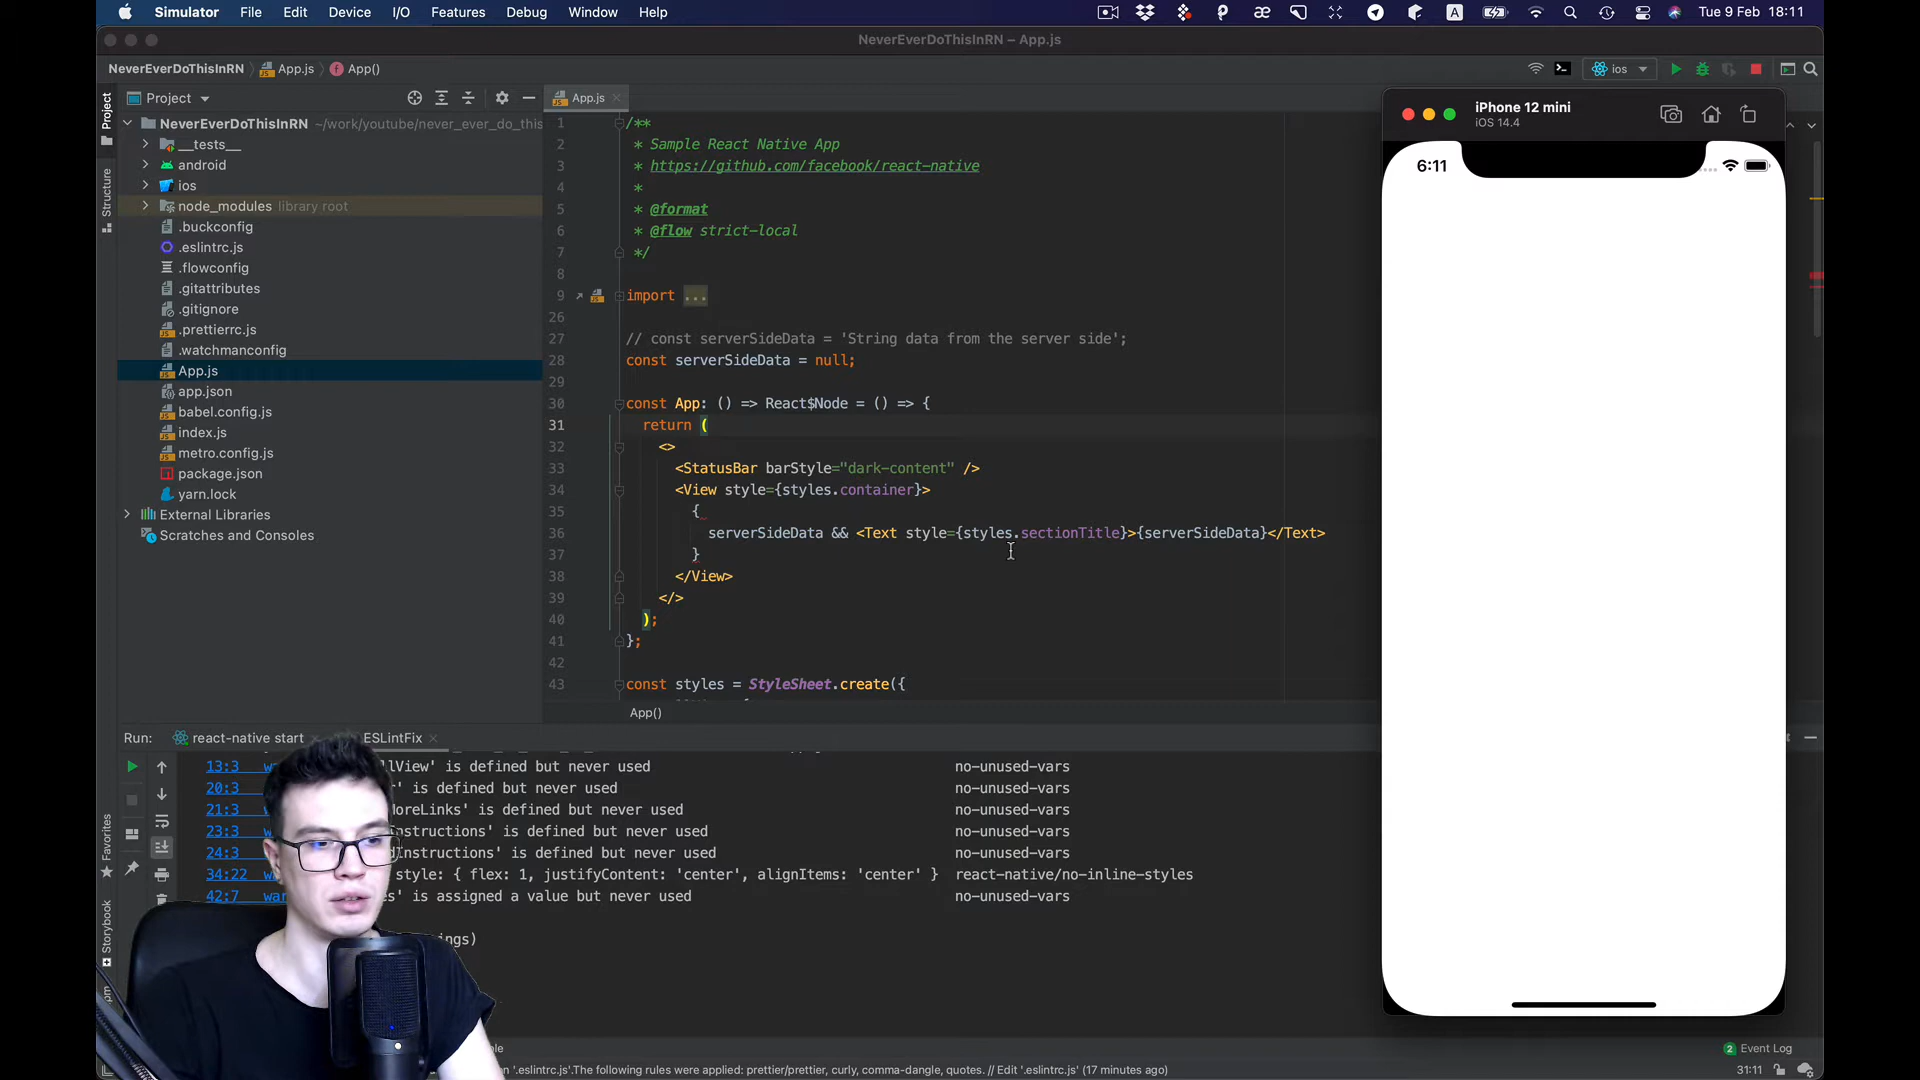 Simulator File Edit Device I/O Features Debug Window Help A Tue 9 Feb 18:11
NeverEverDoThisInRN – App.js
NeverEverDoThisInRN App.js f App() ios
Project App.js
Project
Structure
NeverEverDoThisInRN ~/work/youtube/never_ever_do_this
__tests__
android
ios
node_modules library root
.buckconfig
.eslintrc.js
.flowconfig
.gitattributes
.gitignore
.prettierrc.js
.watchmanconfig
App.js
app.json
babel.config.js
index.js
metro.config.js
package.json
yarn.lock
External Libraries
Scratches and Consoles
1 /**
2 * Sample React Native App
3 * https://github.com/facebook/react-native
4 *
5 * @format
6 * @flow strict-local
7 */
8
9 import ...
26
27 // const serverSideData = 'String data from the server side';
28 const serverSideData = null;
29
30 const App: () => React$Node = () => {
31 return (
32 <>
33 <StatusBar barStyle="dark-content" />
34 <View style={styles.container}>
35 {
36 serverSideData && <Text style={styles.sectionTitle}>{serverSideData}</Text>
37 }
38 </View>
39 </>
40 );
41 };
42
43 const styles = StyleSheet.create({
App()
iPhone 12 mini
iOS 14.4
6:11
Run: react-native start ESLintFix
13:3 llView' is defined but never used no-unused-vars
20:3 ' is defined but never used no-unused-vars
21:3 MoreLinks' is defined but never used no-unused-vars
23:3 nstructions' is defined but never used no-unused-vars
24:3 dInstructions' is defined but never used no-unused-vars
34:22 style: { flex: 1, justifyContent: 'center', alignItems: 'center' } react-native/no-inline-styles
42:7 war es' is assigned a value but never used no-unused-vars
ings)
Favorites
Storybook
2 Event Log
'.eslintrc.js'.The following rules were applied: prettier/prettier, curly, comma-dangle, quotes. // Edit '.eslintrc.js' (17 minutes ago) 31:11